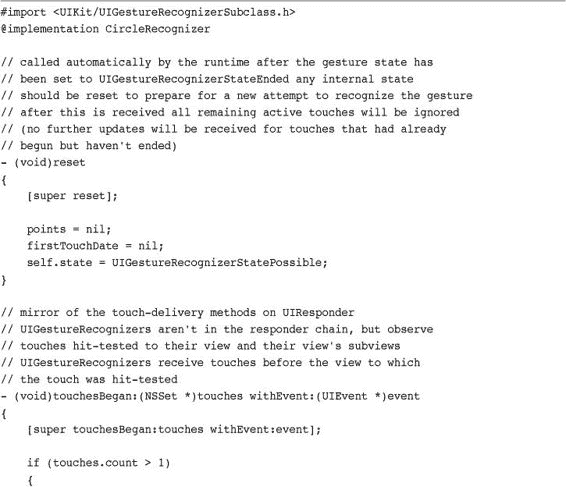 #import <UIKit/UIGestureRecognizerSubclass.h>
@implementation CircleRecognizer

// called automatically by the runtime after the gesture state has
// been set to UIGestureRecognizerStateEnded any internal state
// should be reset to prepare for a new attempt to recognize the gesture
// after this is received all remaining active touches will be ignored
// (no further updates will be received for touches that had already
// begun but haven't ended)
- (void)reset
{
    [super reset];

    points = nil;
    firstTouchDate = nil;
    self.state = UIGestureRecognizerStatePossible;
}

// mirror of the touch-delivery methods on UIResponder
// UIGestureRecognizers aren't in the responder chain, but observe
// touches hit-tested to their view and their view's subviews
// UIGestureRecognizers receive touches before the view to which
// the touch was hit-tested
- (void)touchesBegan:(NSSet *)touches withEvent:(UIEvent *)event
{
    [super touchesBegan:touches withEvent:event];

    if (touches.count > 1)
    {